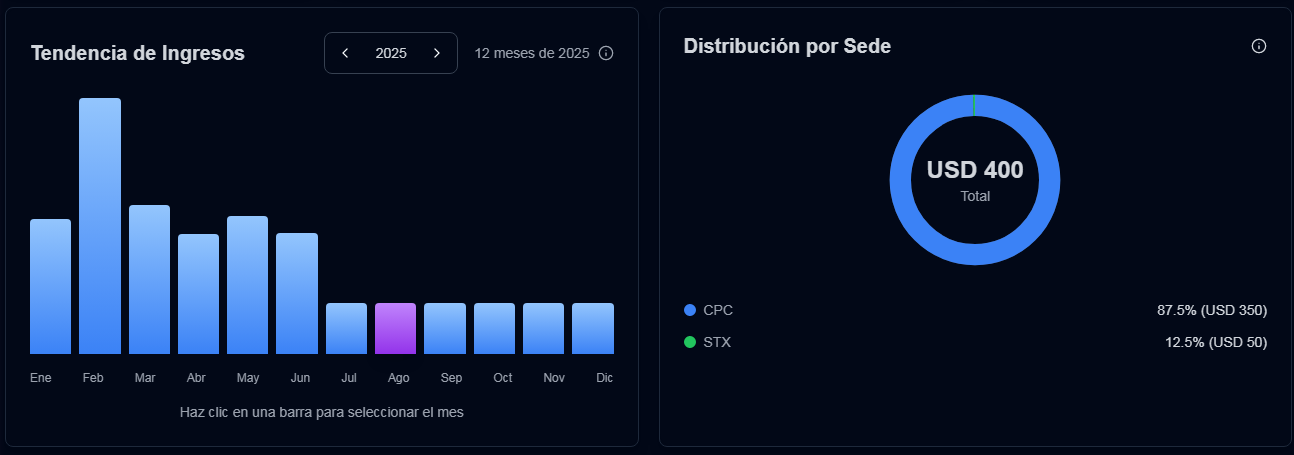 Tendencia de Ingresos
2025
12 meses de 2025
Ene Feb Mar Abr May Jun Jul Ago Sep Oct Nov Dic
Haz clic en una barra para seleccionar el mes
Distribución por Sede
USD 400
Total
CPC 87.5% (USD 350)
STX 12.5% (USD 50)